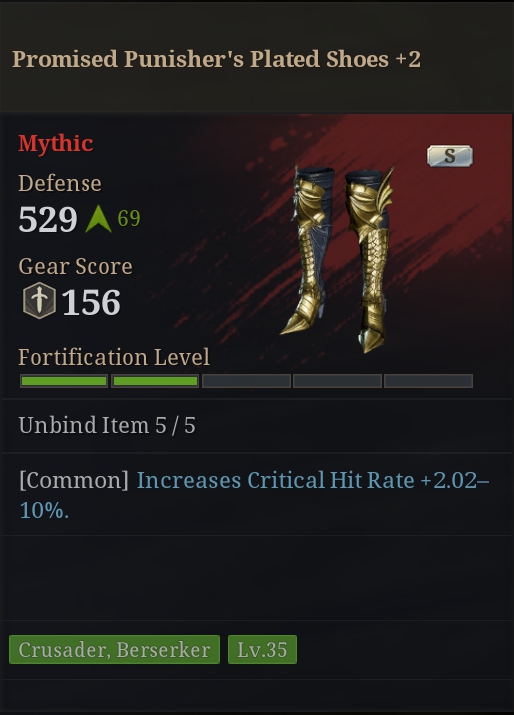 Promised Punisher's Plated Shoes +2
Mythic
S
Defense
529 69
Gear Score
156
Fortification Level
Unbind Item 5 / 5
[Common] Increases Critical Hit Rate +2.02–
10%.
Crusader, Berserker Lv.35